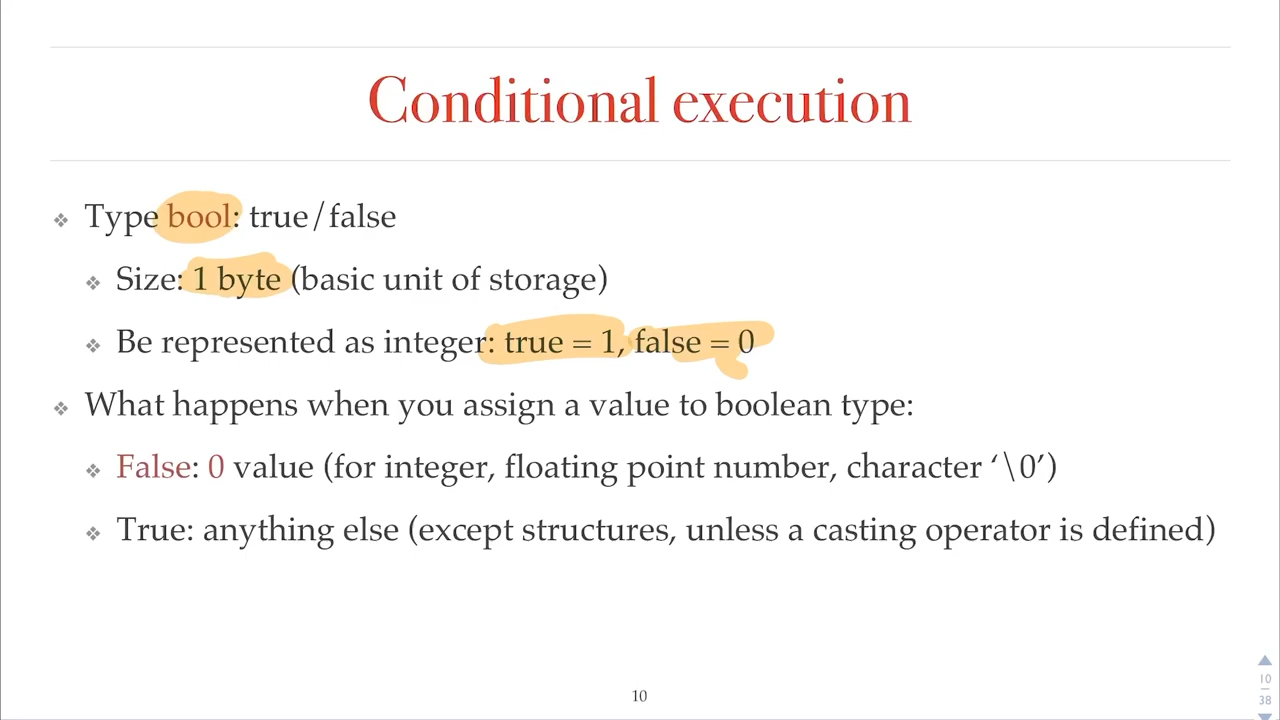 Conditional execution
❖ Type bool: true/false
❖ Size: 1 byte (basic unit of storage)
❖ Be represented as integer: true = 1, false = 0
❖ What happens when you assign a value to boolean type:
❖ False: 0 value (for integer, floating point number, character ‘\0’)
❖ True: anything else (except structures, unless a casting operator is defined)
10
10
38